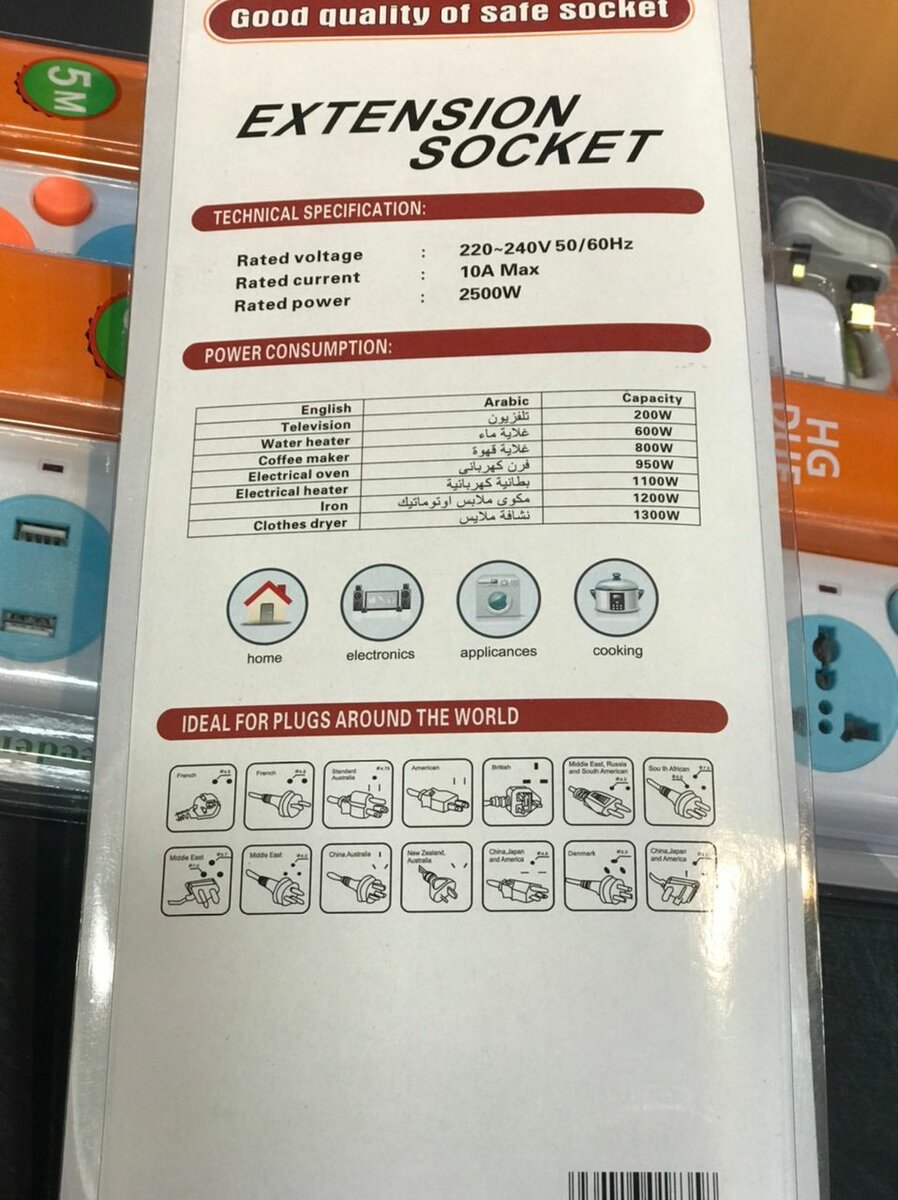 Good quality of safe socket
5M
EXTENSION
SOCKET
TECHNICAL SPECIFICATION:
Rated voltage : 220~240V 50/60Hz
Rated current : 10A Max
Rated power : 2500W
POWER CONSUMPTION:
English Arabic Capacity
Television تلفزيون 200W
Water heater غلاية ماء 600W
Coffee maker غلاية قهوة 800W
Electrical oven فرن كهربائى 950W
Electrical heater بطانية كهربائية 1100W
Iron مكوى ملابس اوتوماتيك 1200W
Clothes dryer نشافة ملايس 1300W
HG
home electronics applicances cooking
IDEAL FOR PLUGS AROUND THE WORLD
French
French
Standard
Australia
American
British
Middle East, Russia
and South American
South African
Middle East
Middle East
China.Australia
New Zealand,
Australia
China,Japan
and America
Denmark
China,Japan
and America